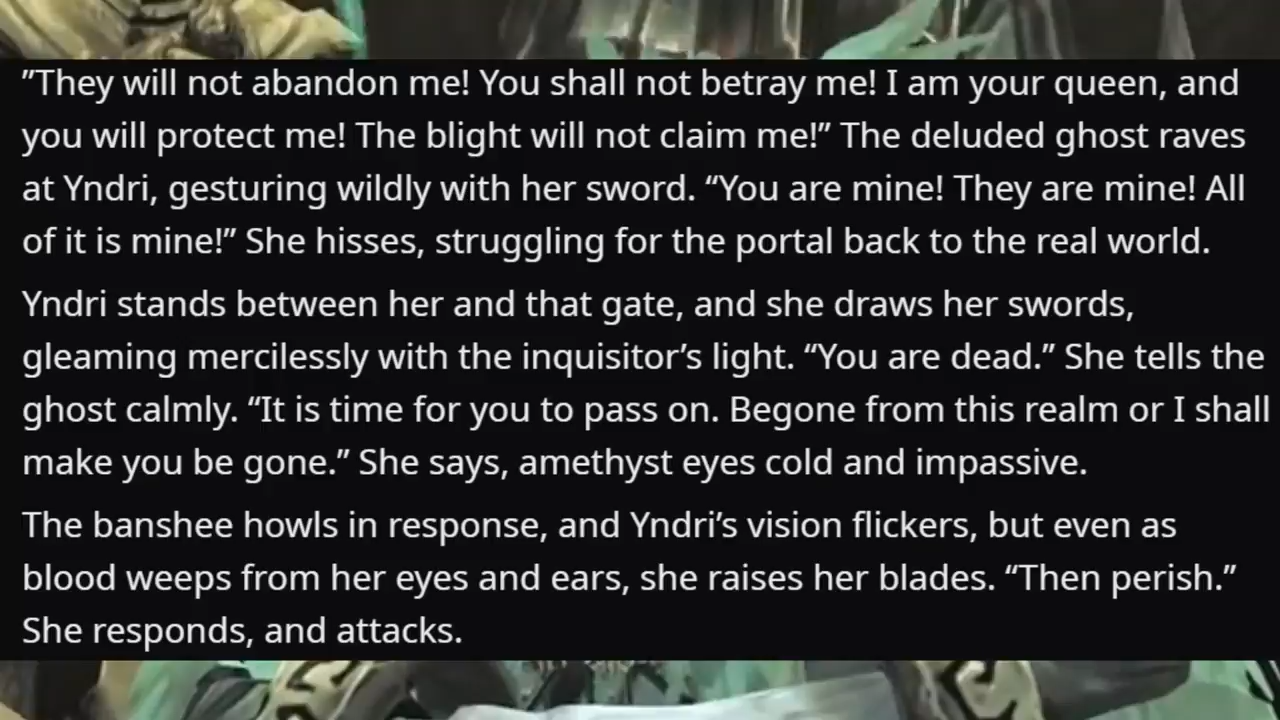 ”They will not abandon me! You shall not betray me! I am your queen, and
you will protect me! The blight will not claim me!” The deluded ghost raves
at Yndri, gesturing wildly with her sword. “You are mine! They are mine! All
of it is mine!” She hisses, struggling for the portal back to the real world.
Yndri stands between her and that gate, and she draws her swords,
gleaming mercilessly with the inquisitor’s light. “You are dead.” She tells the
ghost calmly. “It is time for you to pass on. Begone from this realm or I shall
make you be gone.” She says, amethyst eyes cold and impassive.
The banshee howls in response, and Yndri’s vision flickers, but even as
blood weeps from her eyes and ears, she raises her blades. “Then perish.”
She responds, and attacks.